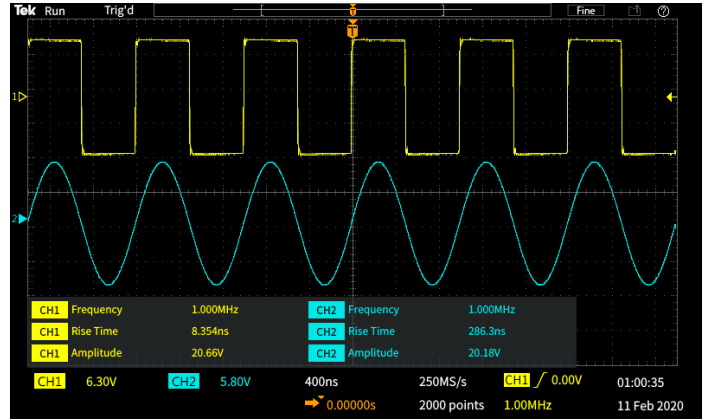 Tek Run Trig'd Fine
T
T
1
2
CH1 Frequency 1.000MHz CH2 Frequency 1.000MHz
CH1 Rise Time 8.354ns CH2 Rise Time 286.3ns
CH1 Amplitude 20.66V CH2 Amplitude 20.18V
CH1 6.30V CH2 5.80V 400ns 250MS/s CH1 0.00V 01:00:35
0.00000s 2000 points 1.00MHz 11 Feb 2020